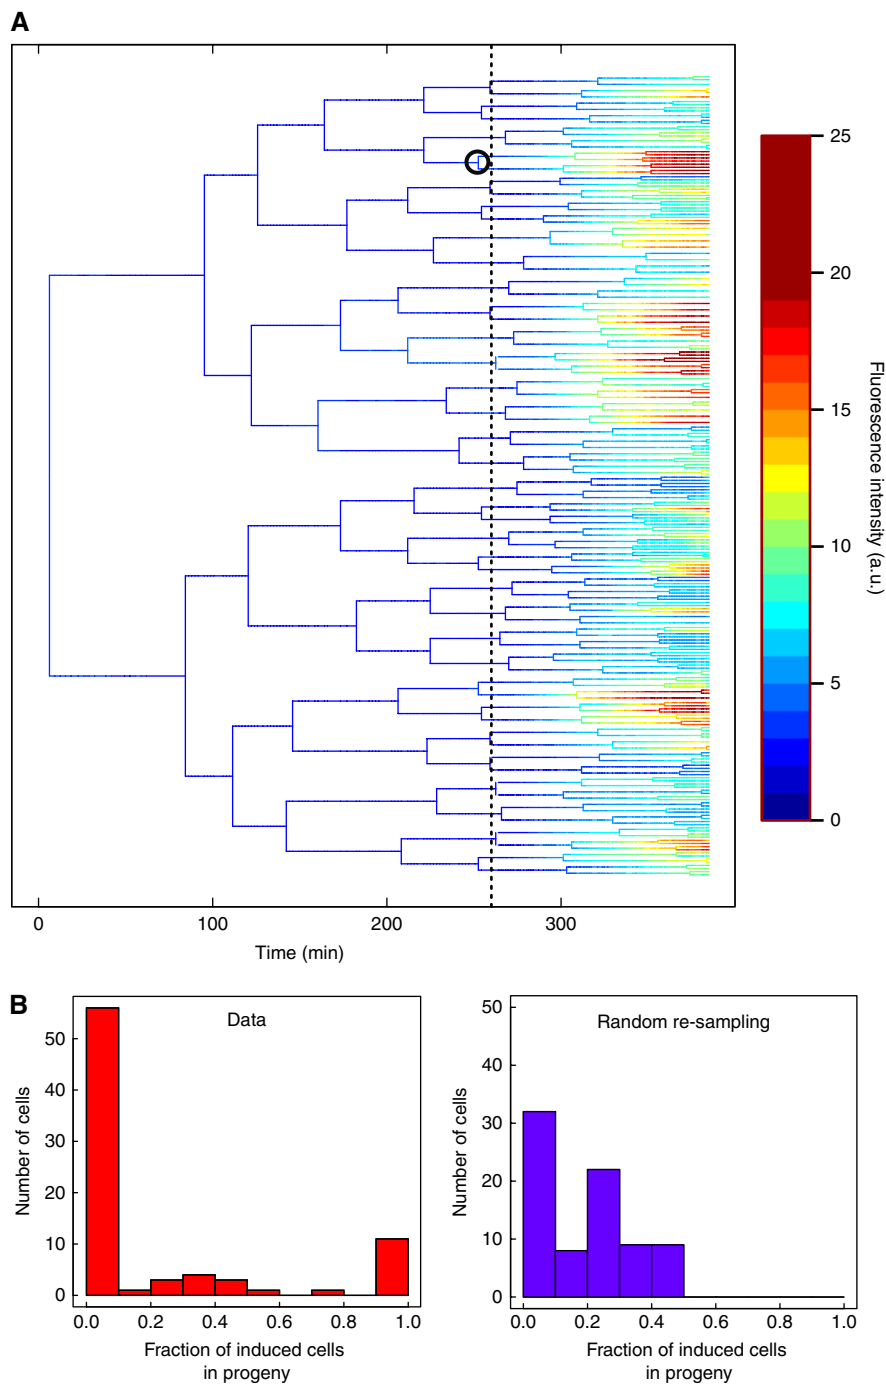 A
25
20
15
10
5
0
Fluorescence intensity (a.u.)
0 100 200 300
Time (min)
B
Data
50
40
30
20
10
0
Number of cells
0.0 0.2 0.4 0.6 0.8 1.0
Fraction of induced cells
in progeny
Random re-sampling
50
40
30
20
10
0
Number of cells
0.0 0.2 0.4 0.6 0.8 1.0
Fraction of induced cells
in progeny